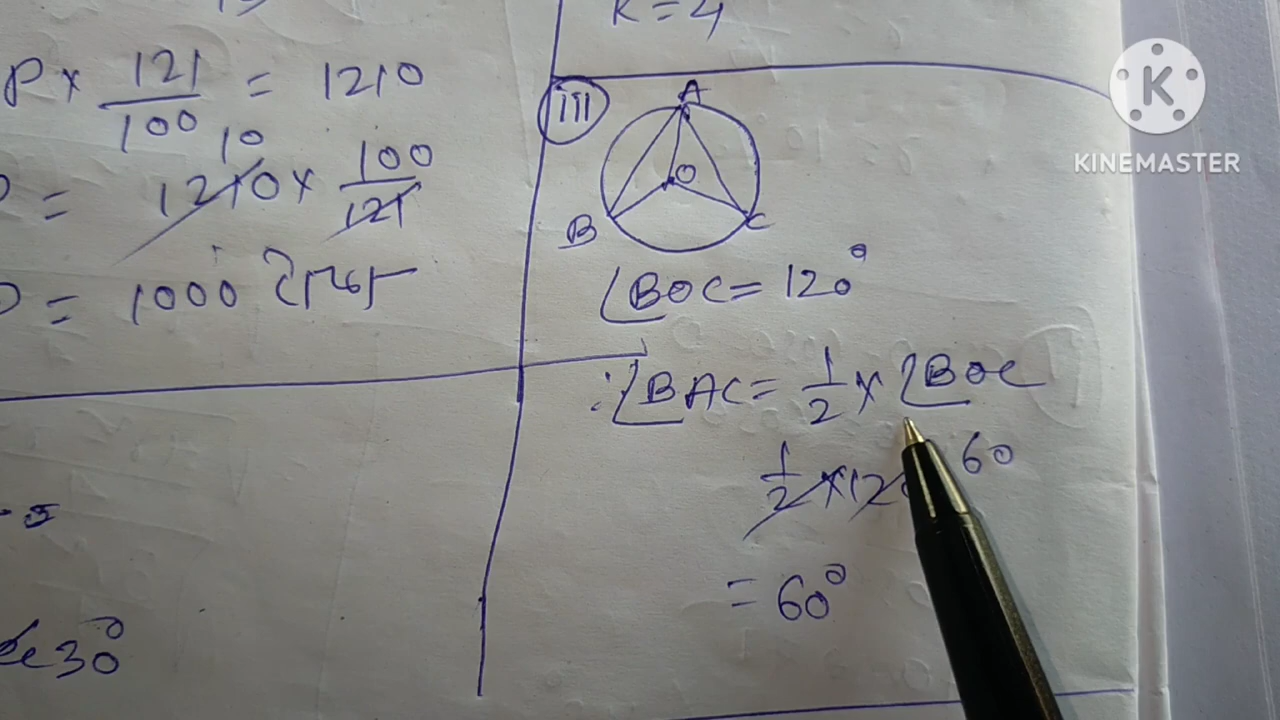 P × 121/100 = 1210
= 1210 × 100/121
10
= 1000
30°
K = 4
iii
A
O
B
C
∠BOC = 120°
∴ ∠BAC = 1/2 × ∠BOC
1/2 × 120 60
= 60°
K
KINEMASTER